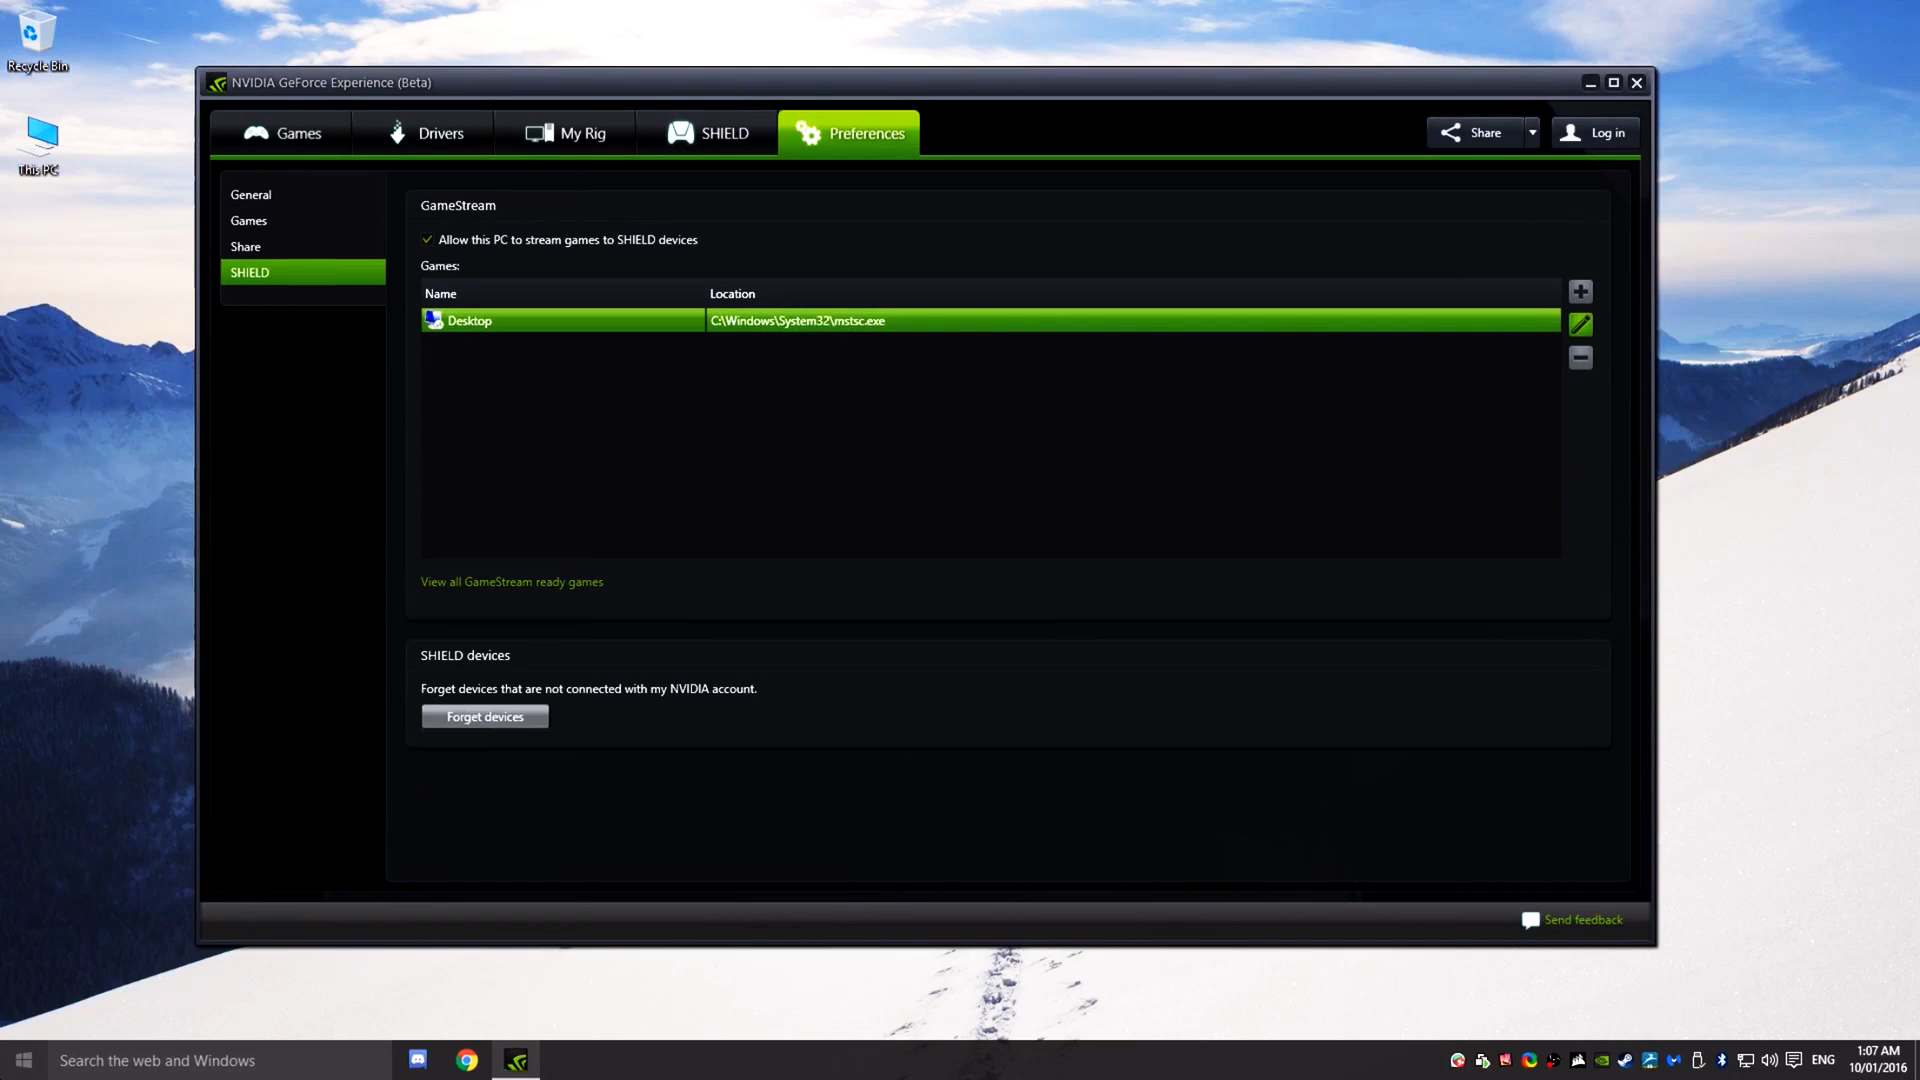 Recycle Bin
This PC
NVIDIA GeForce Experience (Beta)
Games
Drivers
My Rig
SHIELD
Preferences
Share
Log in
General
Games
Share
SHIELD
GameStream
Allow this PC to stream games to SHIELD devices
Games:
Name
Location
Desktop
C:\Windows\System32\mstsc.exe
View all GameStream ready games
SHIELD devices
Forget devices that are not connected with my NVIDIA account.
Forget devices
Send feedback
Search the web and Windows
ENG
1:07 AM
10/01/2016